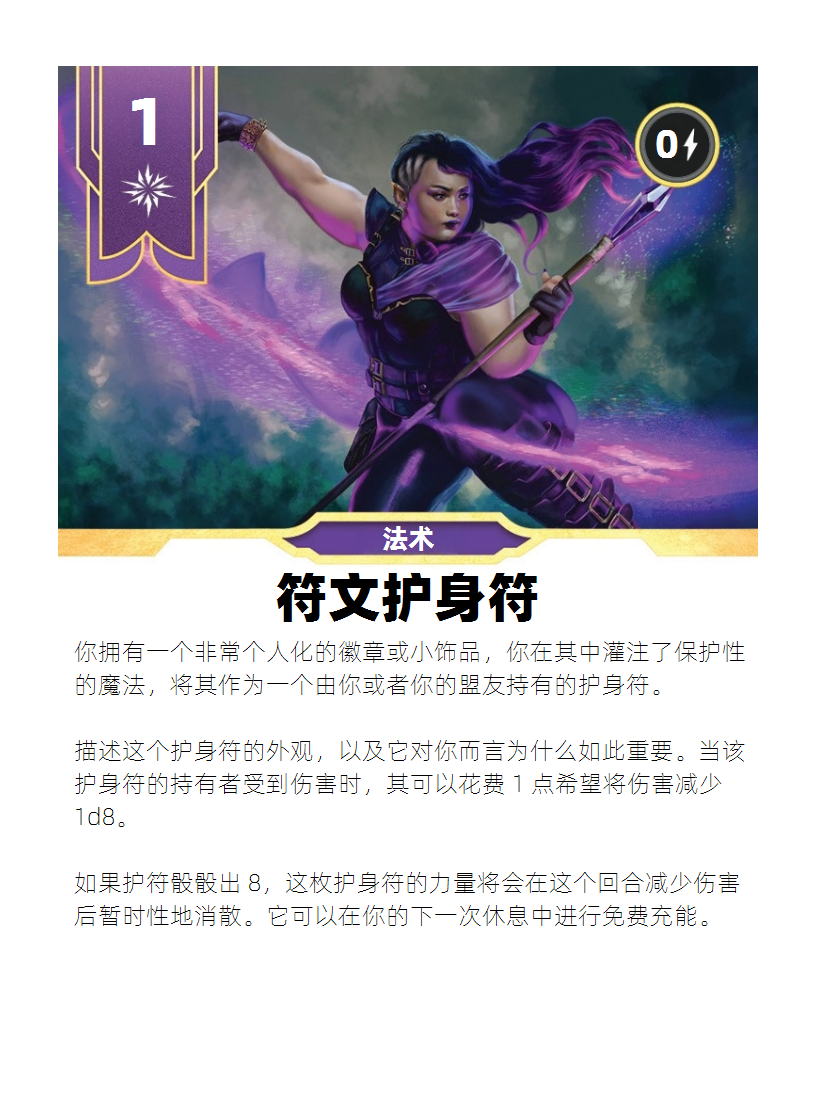 1
0
法术
符文护身符
你拥有一个非常个人化的徽章或小饰品，你在其中灌注了保护性
的魔法，将其作为一个由你或者你的盟友持有的护身符。
描述这个护身符的外观，以及它对你而言为什么如此重要。当该
护身符的持有者受到伤害时，其可以花费 1 点希望将伤害减少
1d8。
如果护符骰骰出 8，这枚护身符的力量将会在这个回合减少伤害
后暂时性地消散。它可以在你的下一次休息中进行免费充能。